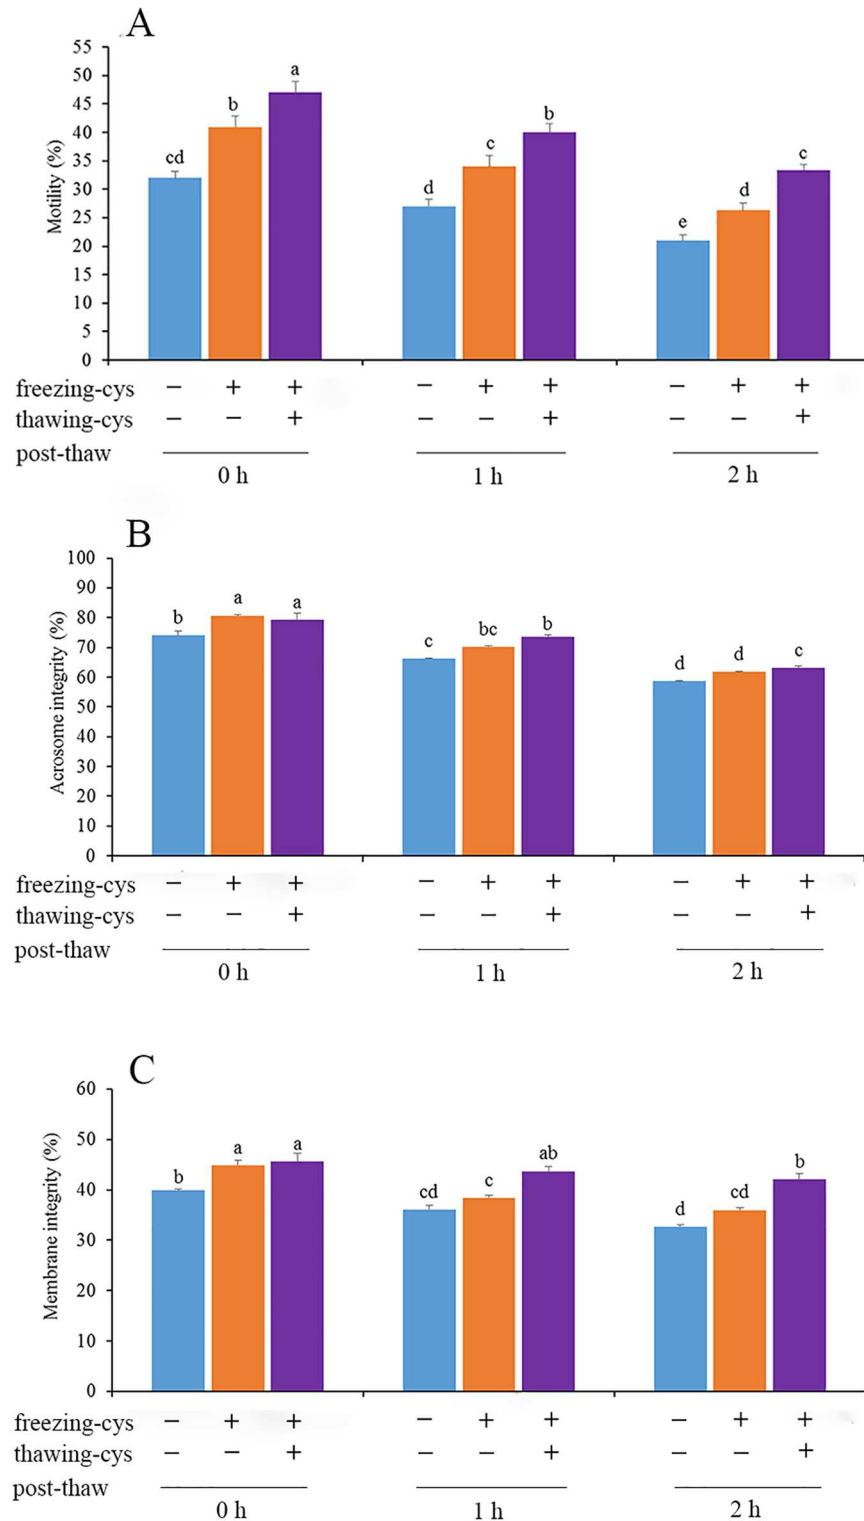 A
55
50
45
40
35
30
25
20
15
10
5
0
Motility (%)
cd b a d c b e d c
freezing-cys − + + − + + − + +
thawing-cys − − + − − + − − +
post-thaw
0 h 1 h 2 h
B
100
90
80
70
60
50
40
30
20
10
0
Acrosome integrity (%)
b a a c bc b d d c
freezing-cys − + + − + + − + +
thawing-cys − − + − − + − − +
post-thaw
0 h 1 h 2 h
C
60
50
40
30
20
10
0
Membrane integrity (%)
b a a cd c ab d cd b
freezing-cys − + + − + + − + +
thawing-cys − − + − − + − − +
post-thaw
0 h 1 h 2 h